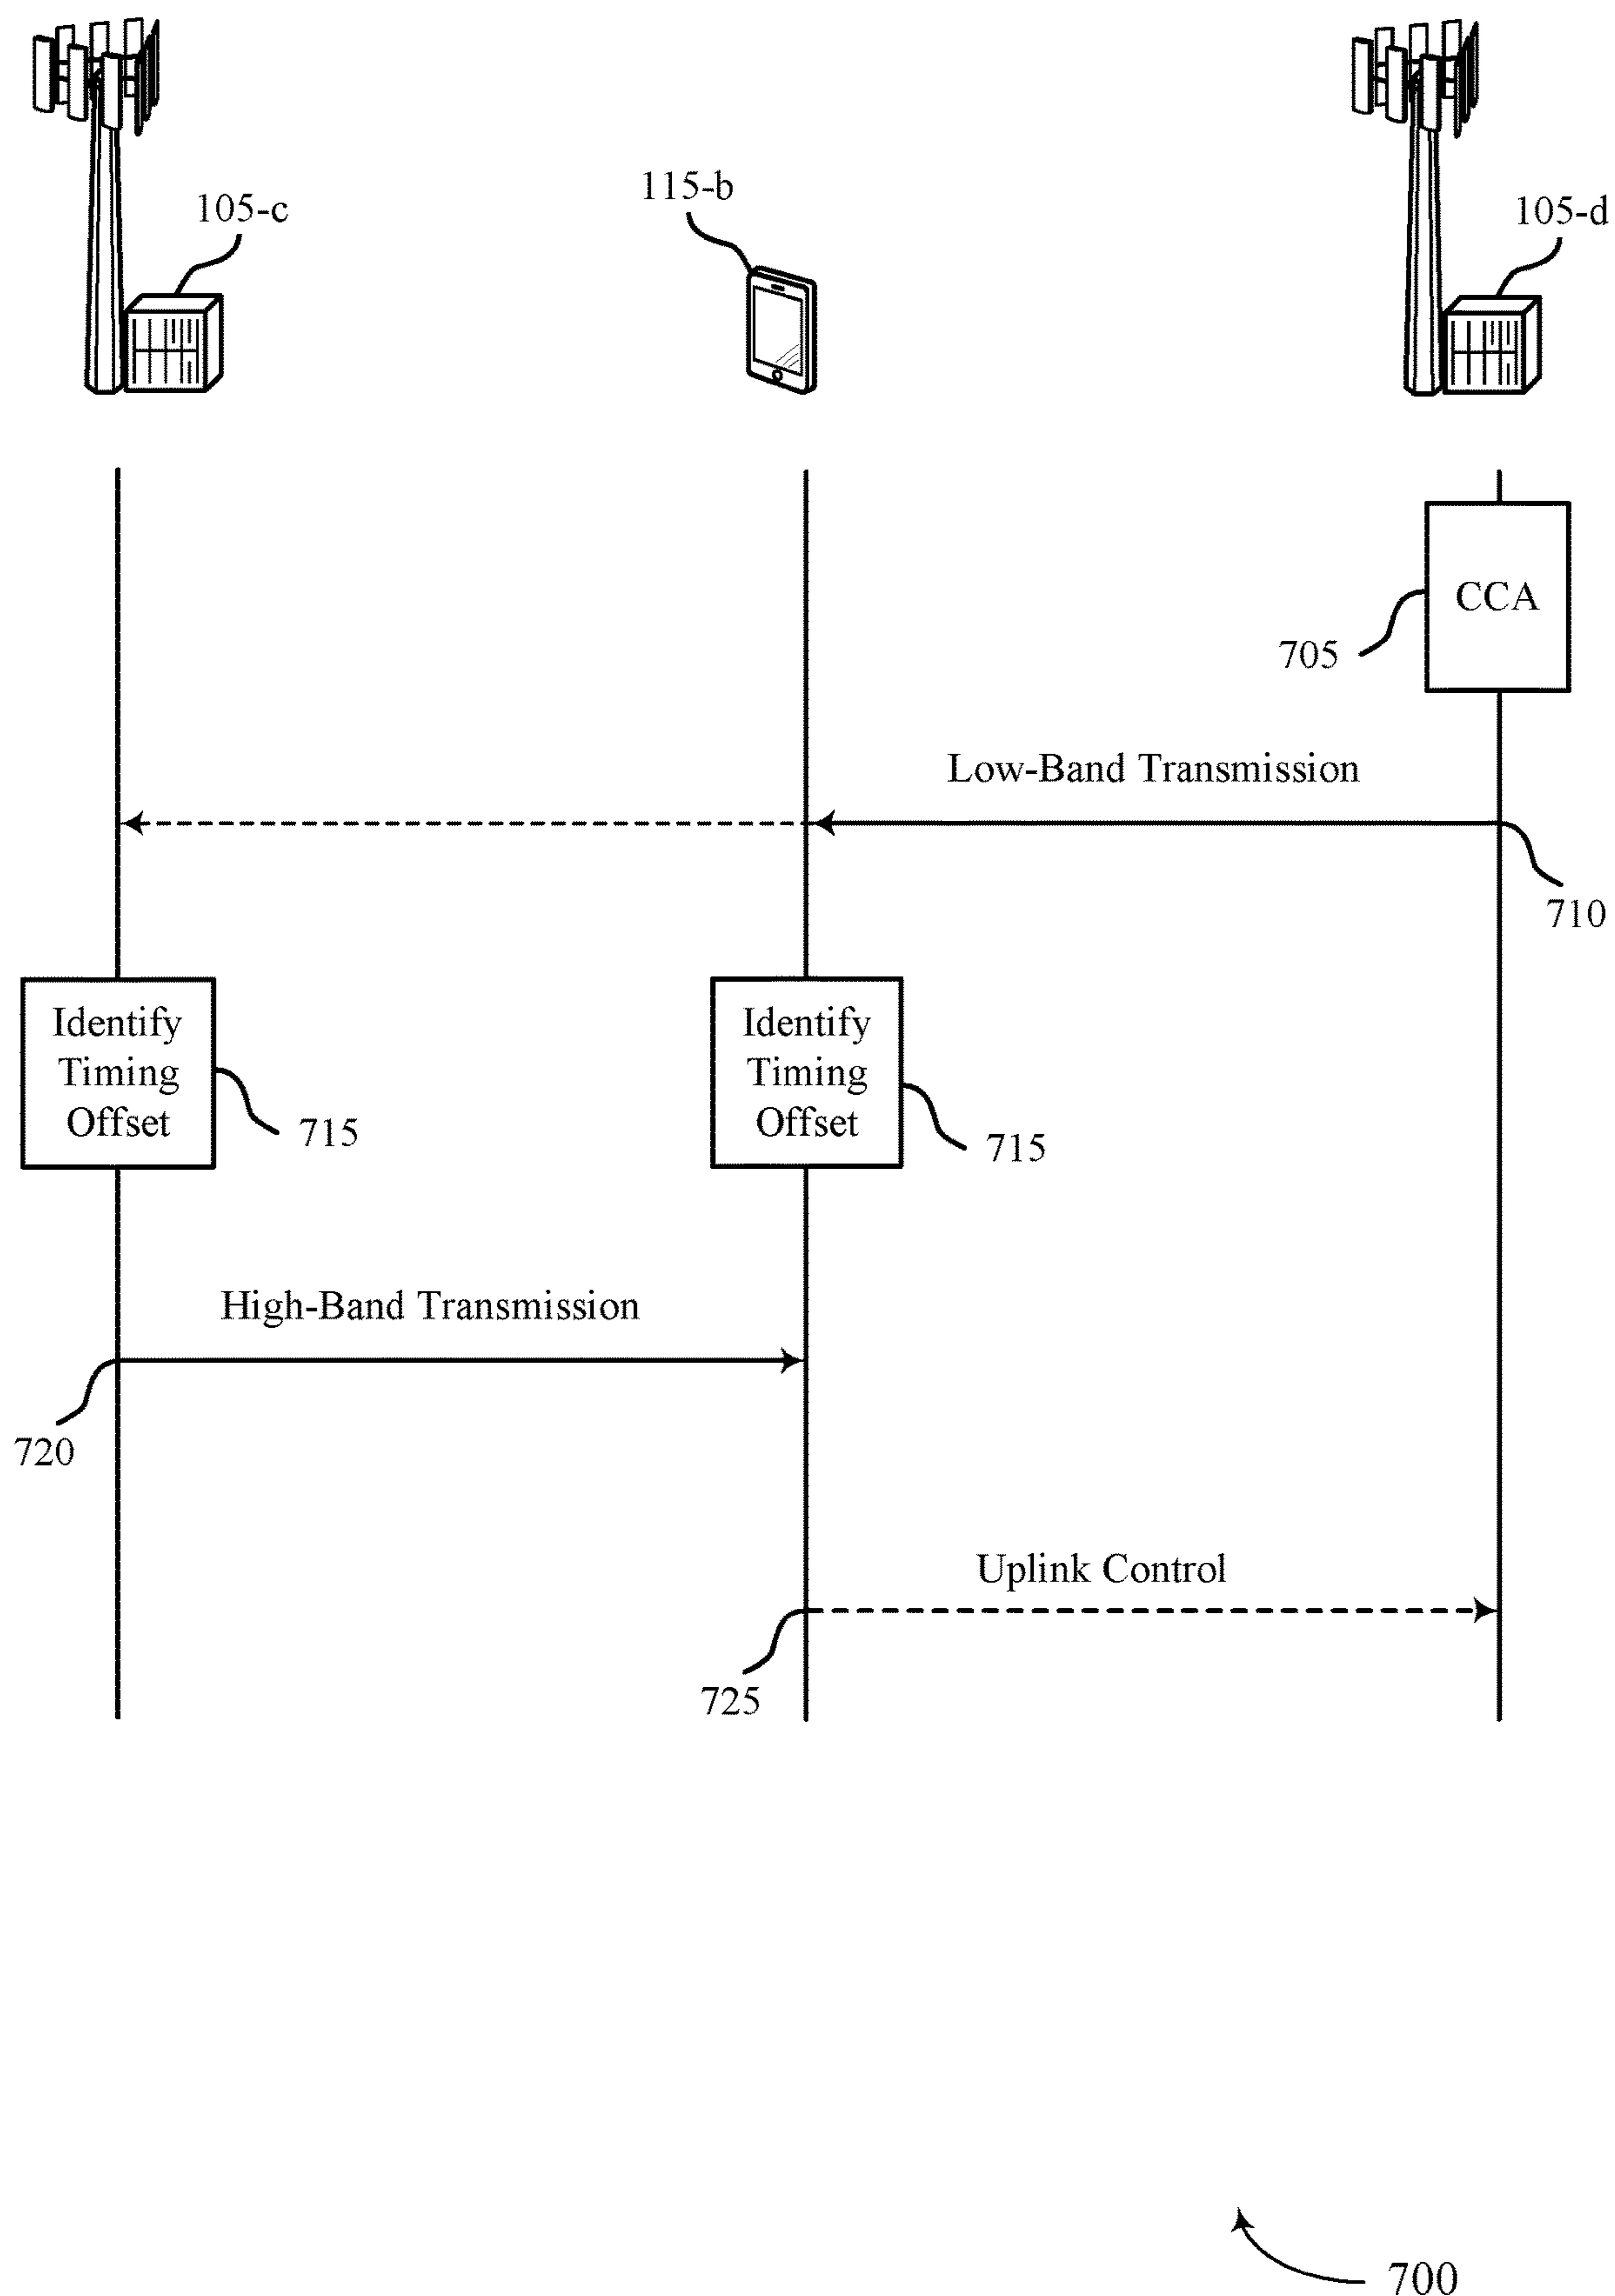 105-c
115-b
105-d
CCA
705
Low-Band Transmission
710
Identify
Timing
Offset
715
Identify
Timing
Offset
715
High-Band Transmission
720
Uplink Control
725
700